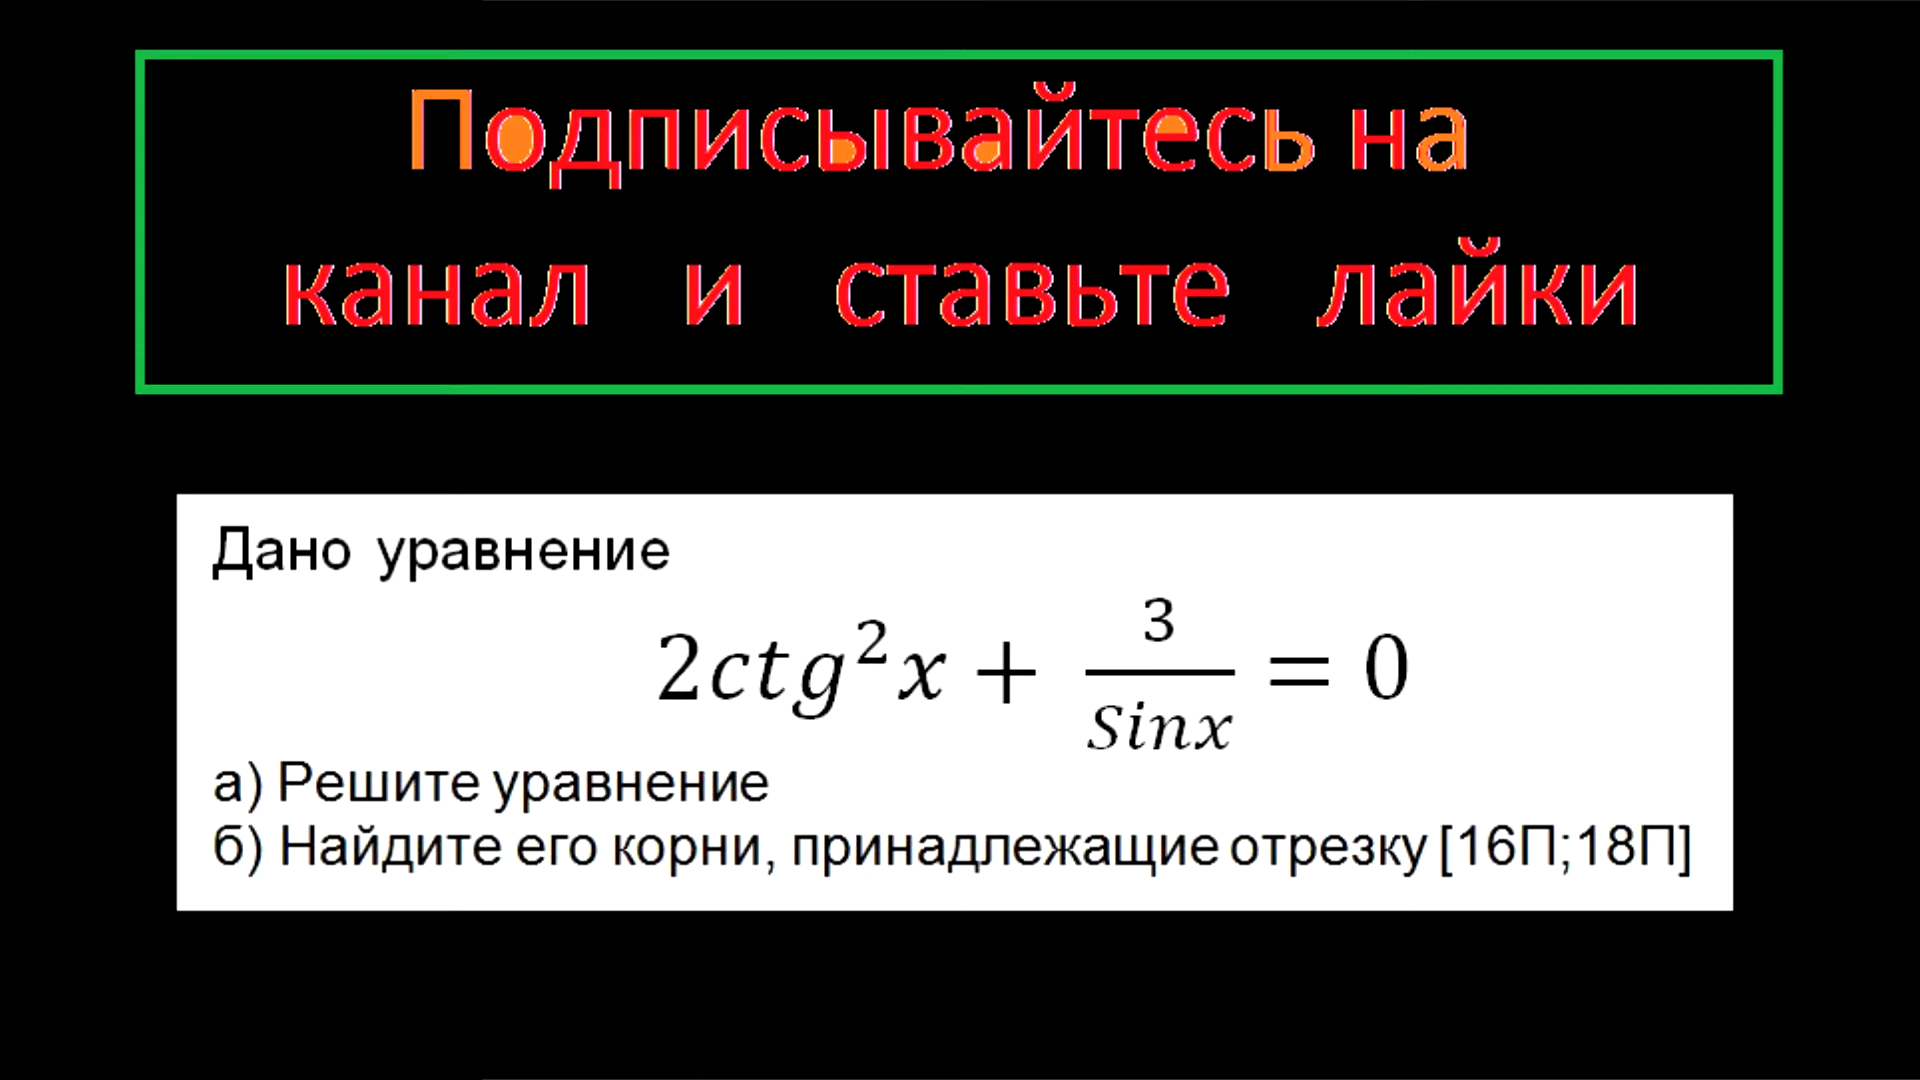 Подписывайтесь на
канал и ставьте лайки
Дано уравнение
2ctg²x + 3/Sinx = 0
а) Решите уравнение
б) Найдите его корни, принадлежащие отрезку [16П;18П]